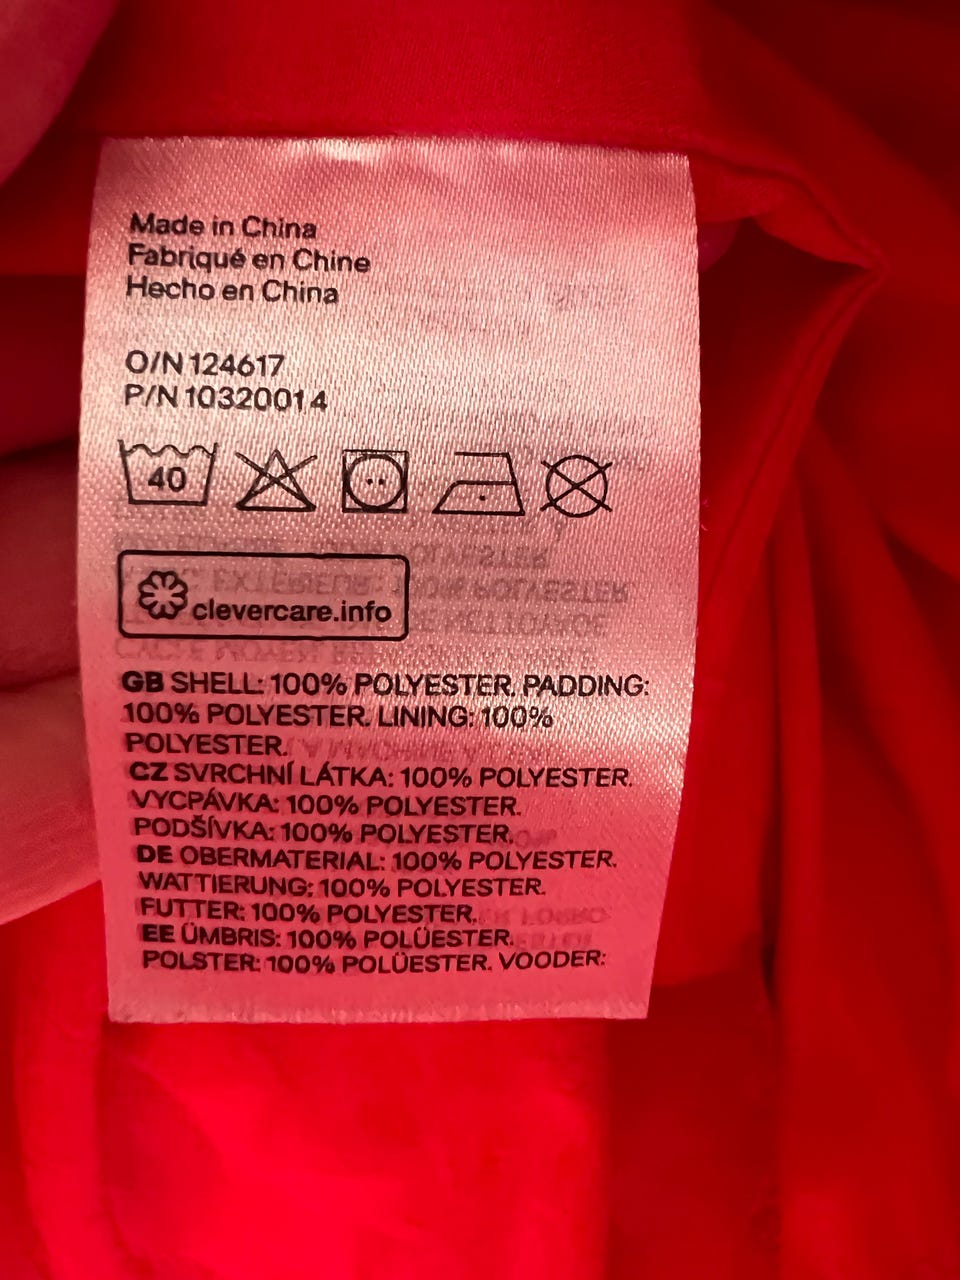 Made in China
Fabriqué en Chine
Hecho en China
O/N 124617
P/N 10320014
40
clevercare.info
GB SHELL: 100% POLYESTER. PADDING:
100% POLYESTER. LINING: 100%
POLYESTER.
CZ SVRCHNÍ LÁTKA: 100% POLYESTER.
VYCPÁVKA: 100% POLYESTER.
PODŠÍVKA: 100% POLYESTER.
DE OBERMATERIAL: 100% POLYESTER.
WATTIERUNG: 100% POLYESTER.
FUTTER: 100% POLYESTER.
EE ÜMBRIS: 100% POLÜESTER.
POLSTER: 100% POLÜESTER. VOODER: